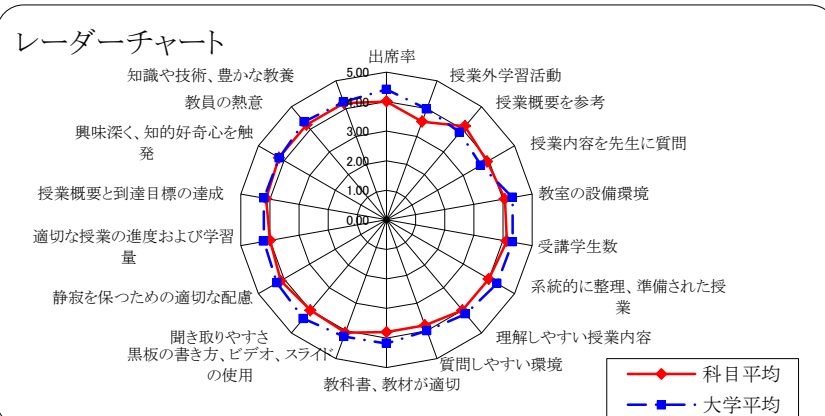 レーダーチャート
出席率
授業外学習活動
授業概要を参考
授業内容を先生に質問
教室の設備環境
受講学生数
系統的に整理、準備された授
業
理解しやすい授業内容
質問しやすい環境
教科書、教材が適切
黒板の書き方、ビデオ、スライド
の使用
聞き取りやすさ
静寂を保つための適切な配慮
適切な授業の進度および学習
量
授業概要と到達目標の達成
興味深く、知的好奇心を触
発
教員の熱意
知識や技術、豊かな教養
5.00
4.00
3.00
2.00
1.00
0.00
科目平均
大学平均